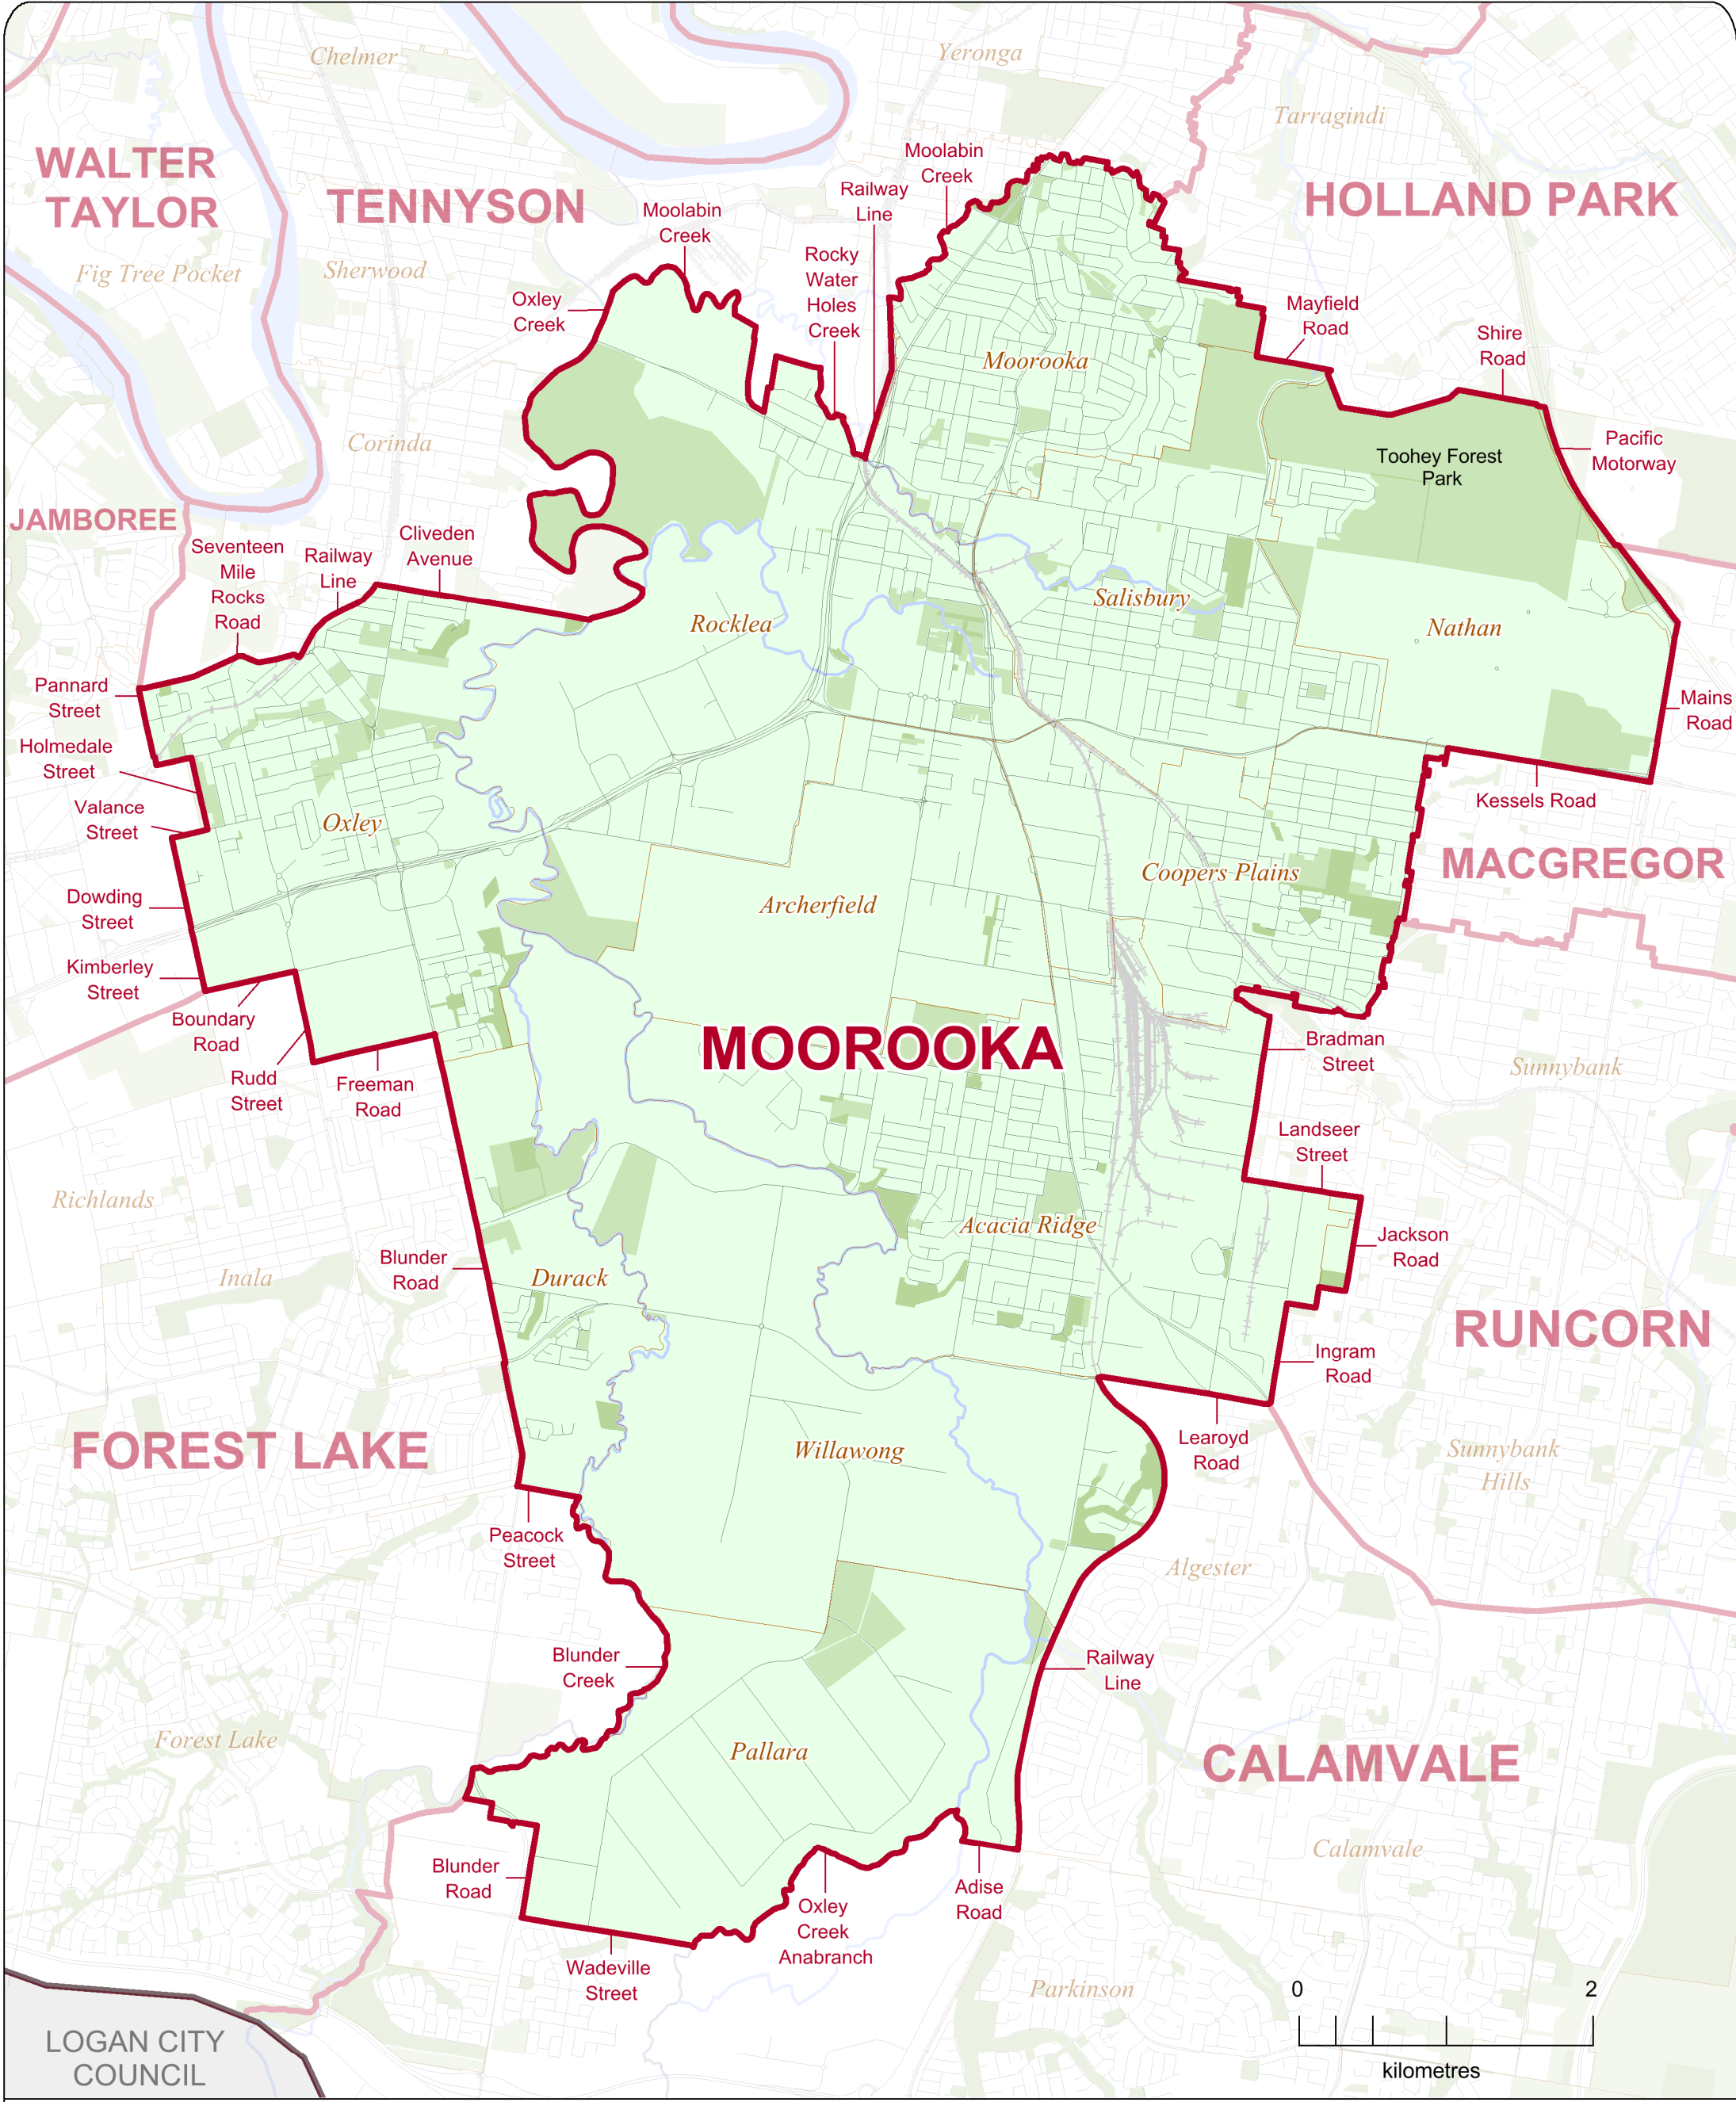 Chelmer
Yeronga
Tarragindi
WALTER
TAYLOR
TENNYSON
HOLLAND PARK
Moolabin
Creek
Railway
Line
Moolabin
Creek
Rocky
Water
Holes
Creek
Fig Tree Pocket
Sherwood
Oxley
Creek
Mayfield
Road
Shire
Road
Moorooka
Corinda
Pacific
Motorway
Toohey Forest
Park
JAMBOREE
Cliveden
Avenue
Seventeen
Mile
Rocks
Road
Railway
Line
Rocklea
Salisbury
Nathan
Pannard
Street
Mains
Road
Holmedale
Street
Kessels Road
Valance
Street
Oxley
MACGREGOR
Coopers Plains
Archerfield
Dowding
Street
Kimberley
Street
Boundary
Road
MOOROOKA
Bradman
Street
Sunnybank
Rudd
Street
Freeman
Road
Landseer
Street
Richlands
Acacia Ridge
Jackson
Road
Blunder
Road
Inala
Durack
RUNCORN
Ingram
Road
FOREST LAKE
Willawong
Learoyd
Road
Sunnybank
Hills
Peacock
Street
Algester
Blunder
Creek
Railway
Line
Forest Lake
Pallara
CALAMVALE
Calamvale
Blunder
Road
Adise
Road
Oxley
Creek
Anabranch
Wadeville
Street
Parkinson
0 2
kilometres
LOGAN CITY
COUNCIL